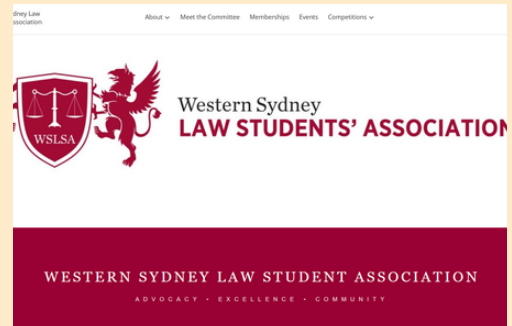 dney Law
ssociation
About
Meet the Committee
Memberships
Events
Competitions
WSLSA
Western Sydney
LAW STUDENTS' ASSOCIATION
WESTERN SYDNEY LAW STUDENT ASSOCIATION
ADVOCACY • EXCELLENCE • COMMUNITY